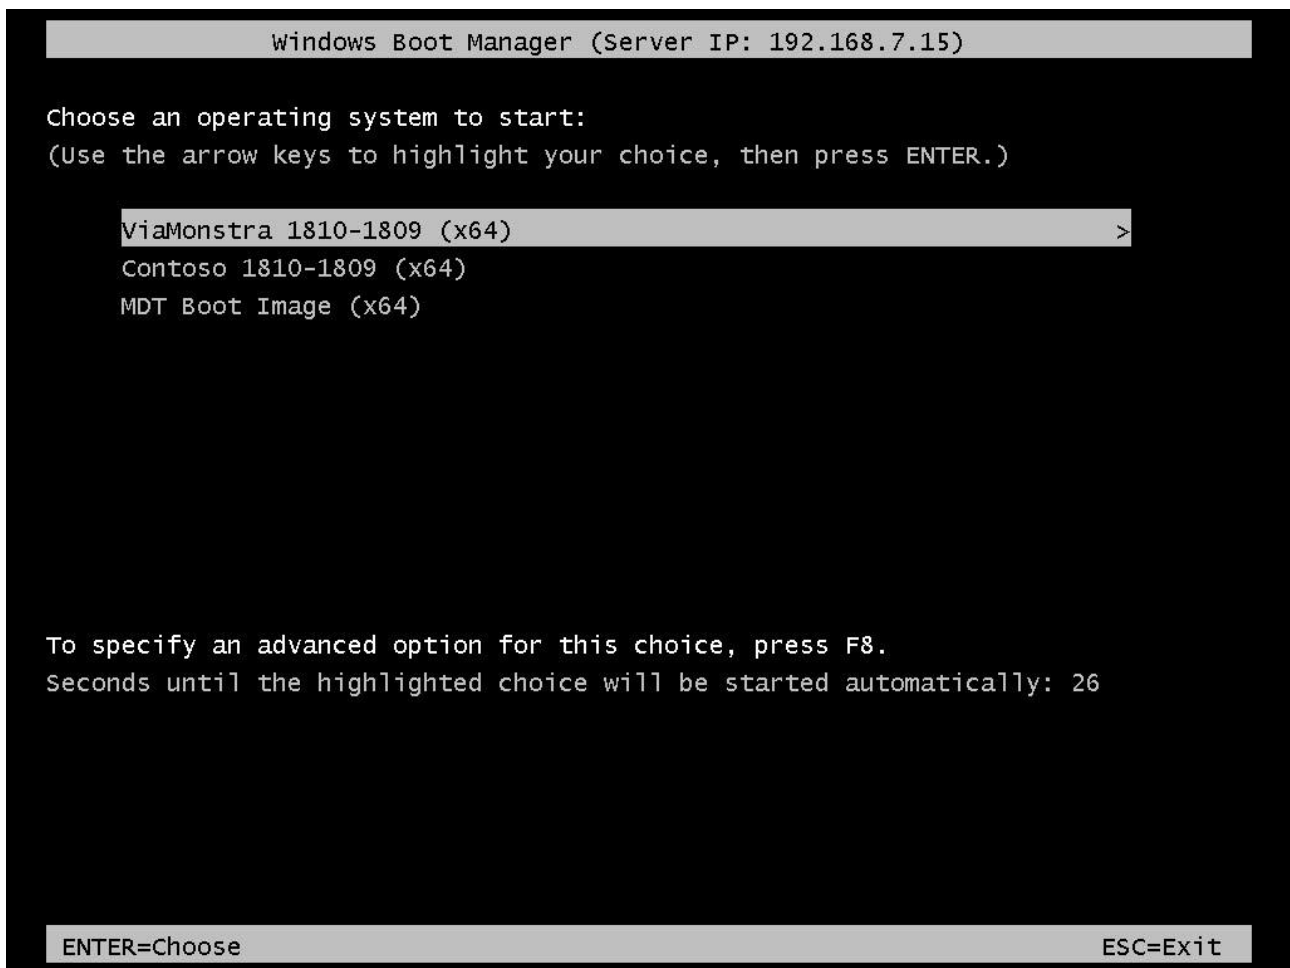 Windows Boot Manager (Server IP: 192.168.7.15)
Choose an operating system to start:
(Use the arrow keys to highlight your choice, then press ENTER.)
ViaMonstra 1810-1809 (x64) >
Contoso 1810-1809 (x64)
MDT Boot Image (x64)
To specify an advanced option for this choice, press F8.
Seconds until the highlighted choice will be started automatically: 26
ENTER=Choose ESC=Exit